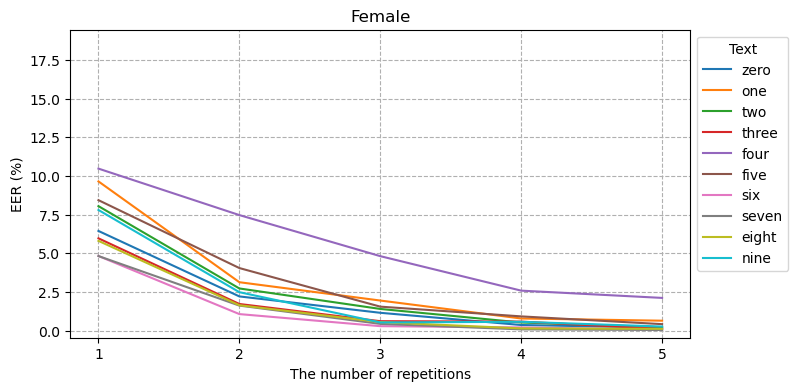 Female
EER (%)
17.5
15.0
12.5
10.0
7.5
5.0
2.5
0.0
1 2 3 4 5
The number of repetitions
Text
zero
one
two
three
four
five
six
seven
eight
nine